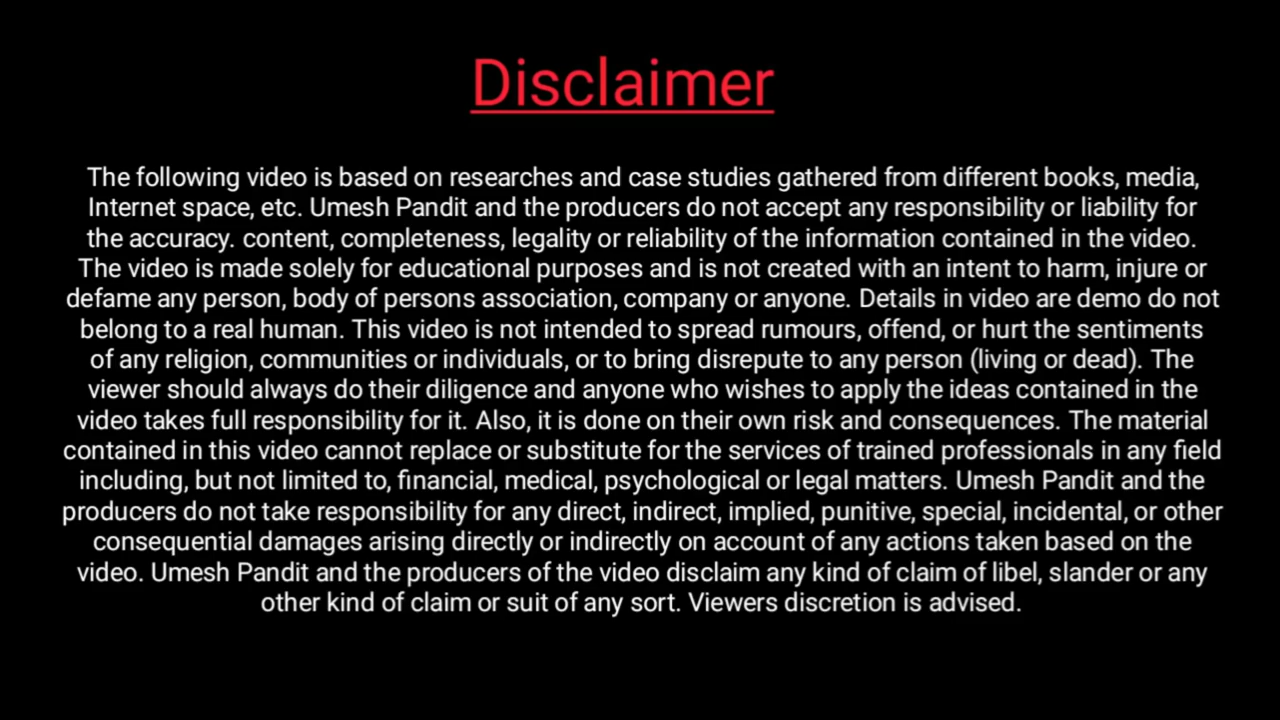 Disclaimer
The following video is based on researches and case studies gathered from different books, media,
Internet space, etc. Umesh Pandit and the producers do not accept any responsibility or liability for
the accuracy. content, completeness, legality or reliability of the information contained in the video.
The video is made solely for educational purposes and is not created with an intent to harm, injure or
defame any person, body of persons association, company or anyone. Details in video are demo do not
belong to a real human. This video is not intended to spread rumours, offend, or hurt the sentiments
of any religion, communities or individuals, or to bring disrepute to any person (living or dead). The
viewer should always do their diligence and anyone who wishes to apply the ideas contained in the
video takes full responsibility for it. Also, it is done on their own risk and consequences. The material
contained in this video cannot replace or substitute for the services of trained professionals in any field
including, but not limited to, financial, medical, psychological or legal matters. Umesh Pandit and the
producers do not take responsibility for any direct, indirect, implied, punitive, special, incidental, or other
consequential damages arising directly or indirectly on account of any actions taken based on the
video. Umesh Pandit and the producers of the video disclaim any kind of claim of libel, slander or any
other kind of claim or suit of any sort. Viewers discretion is advised.